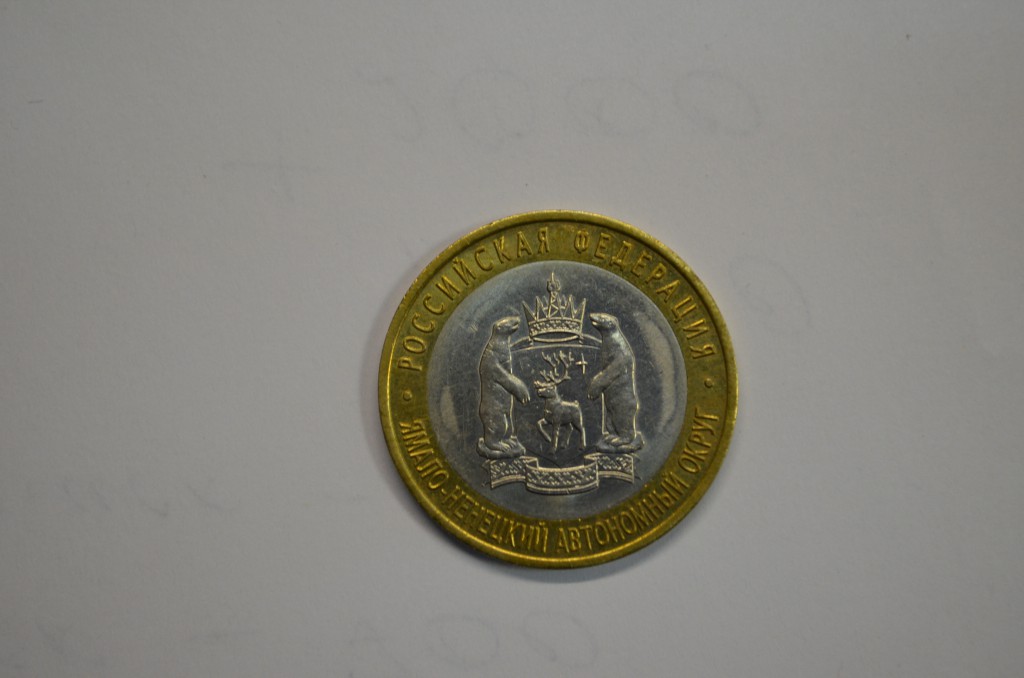 РОССИЙСКАЯ ФЕДЕРАЦИЯ
ЯМАЛО-НЕНЕЦКИЙ АВТОНОМНЫЙ ОКРУГ